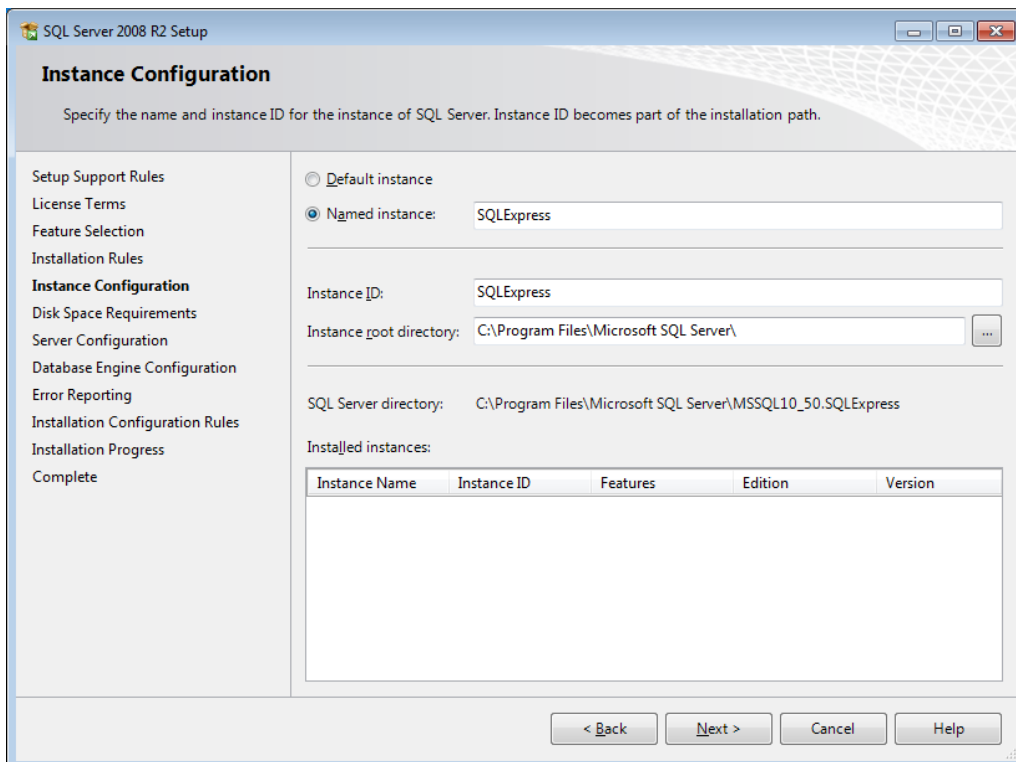 SQL Server 2008 R2 Setup
Instance Configuration
Specify the name and instance ID for the instance of SQL Server. Instance ID becomes part of the installation path.
Setup Support Rules
License Terms
Feature Selection
Installation Rules
Instance Configuration
Disk Space Requirements
Server Configuration
Database Engine Configuration
Error Reporting
Installation Configuration Rules
Installation Progress
Complete
Default instance
Named instance: SQLExpress
Instance ID: SQLExpress
Instance root directory: C:\Program Files\Microsoft SQL Server\ ...
SQL Server directory: C:\Program Files\Microsoft SQL Server\MSSQL10_50.SQLExpress
Installed instances:
Instance Name Instance ID Features Edition Version
< Back Next > Cancel Help